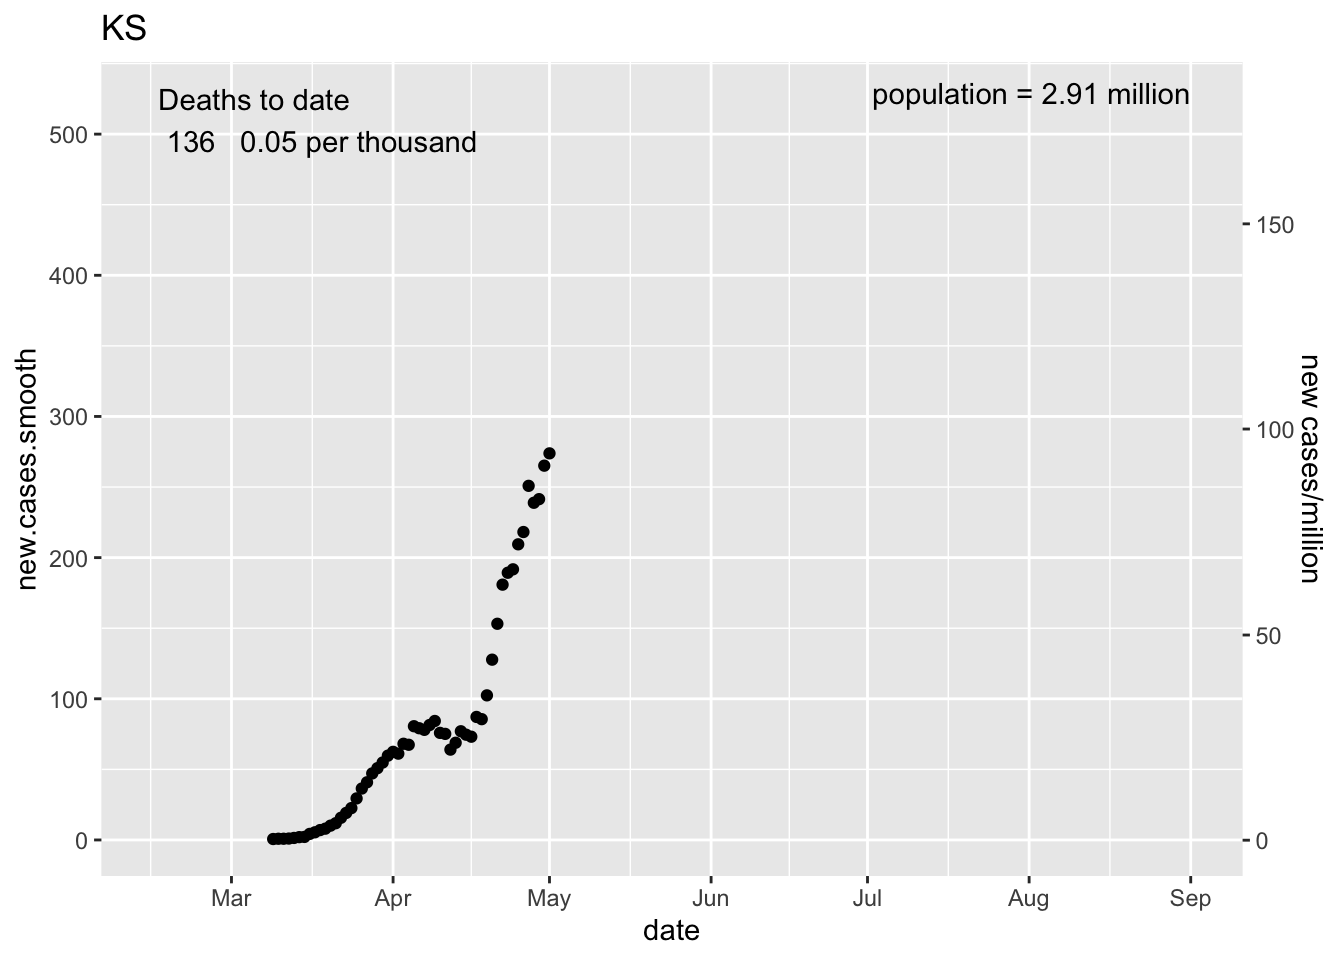 KS
Deaths to date
136 0.05 per thousand
population = 2.91 million
new.cases.smooth
500
400
300
200
100
0
150
100
50
0
new cases/million
Mar Apr May Jun Jul Aug Sep
date